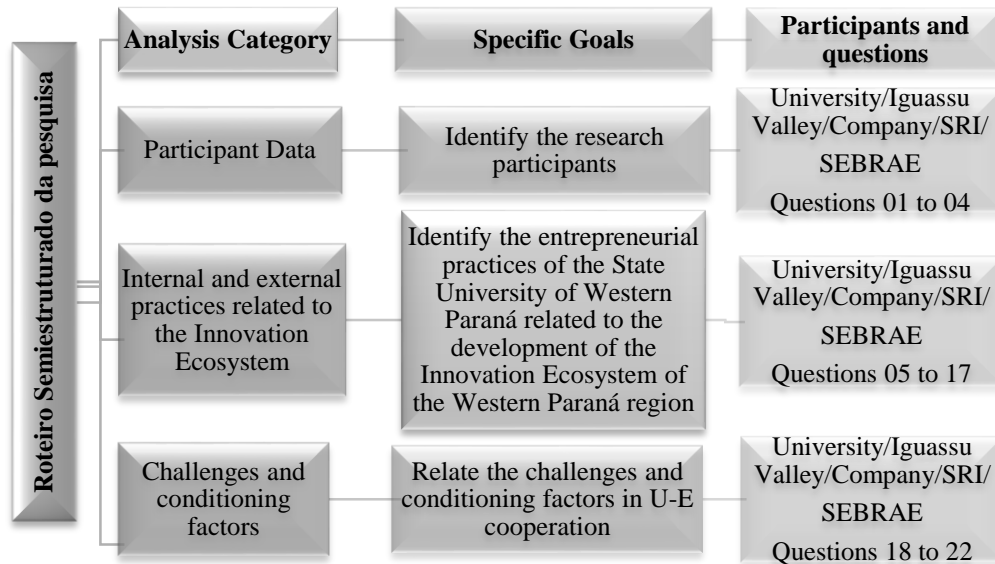 Roteiro Semiestruturado da pesquisa
Analysis Category
Specific Goals
Participants and
questions
Participant Data
Identify the research
participants
University/Iguassu
Valley/Company/SRI/
SEBRAE
Questions 01 to 04
Internal and external
practices related to
the Innovation
Ecosystem
Identify the entrepreneurial
practices of the State
University of Western
Paraná related to the
development of the
Innovation Ecosystem of
the Western Paraná region
University/Iguassu
Valley/Company/SRI/
SEBRAE
Questions 05 to 17
Challenges and
conditioning
factors
Relate the challenges and
conditioning factors in U-E
cooperation
University/Iguassu
Valley/Company/SRI/
SEBRAE
Questions 18 to 22